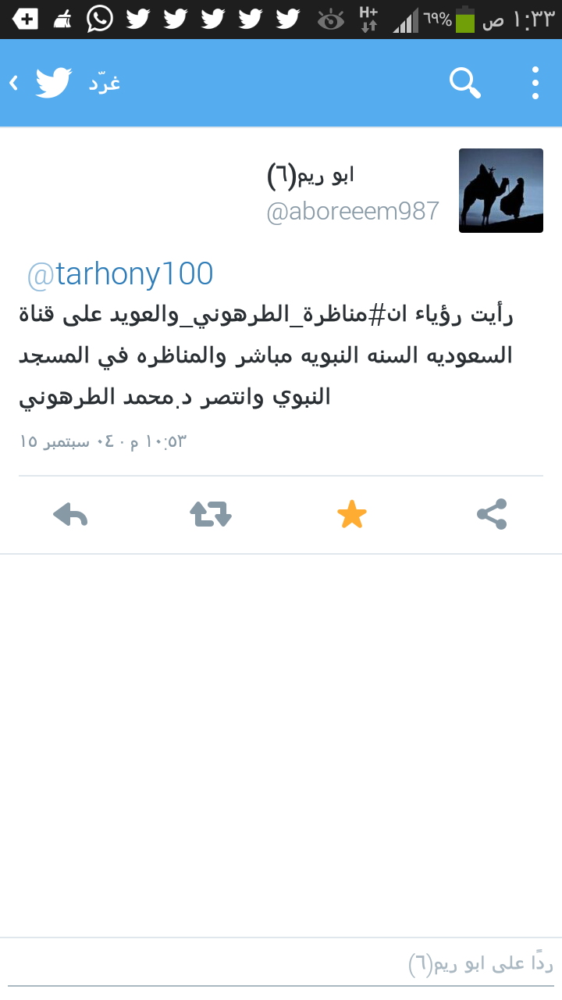 H+ ٦٩% ١:٣٣ ص
غرّد
ابو ريم(٦)
@aboreeem987
@tarhony100
رأيت رؤياء ان#مناظرة_الطرهوني_والعويد على قناة
السعوديه السنه النبويه مباشر والمناظره في المسجد
النبوي وانتصر د.محمد الطرهوني
١٠:٥٣ م · ٠٤ سبتمبر ١٥
ردًا على ابو ريم(٦)